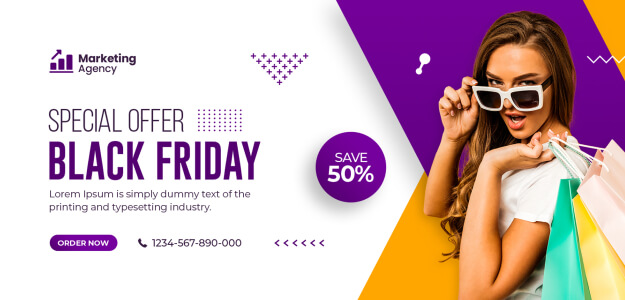 Marketing
Agency
SPECIAL OFFER
BLACK FRIDAY
Lorem Ipsum is simply dummy text of the
printing and typesetting industry.
SAVE
50%
ORDER NOW
1234-567-890-000